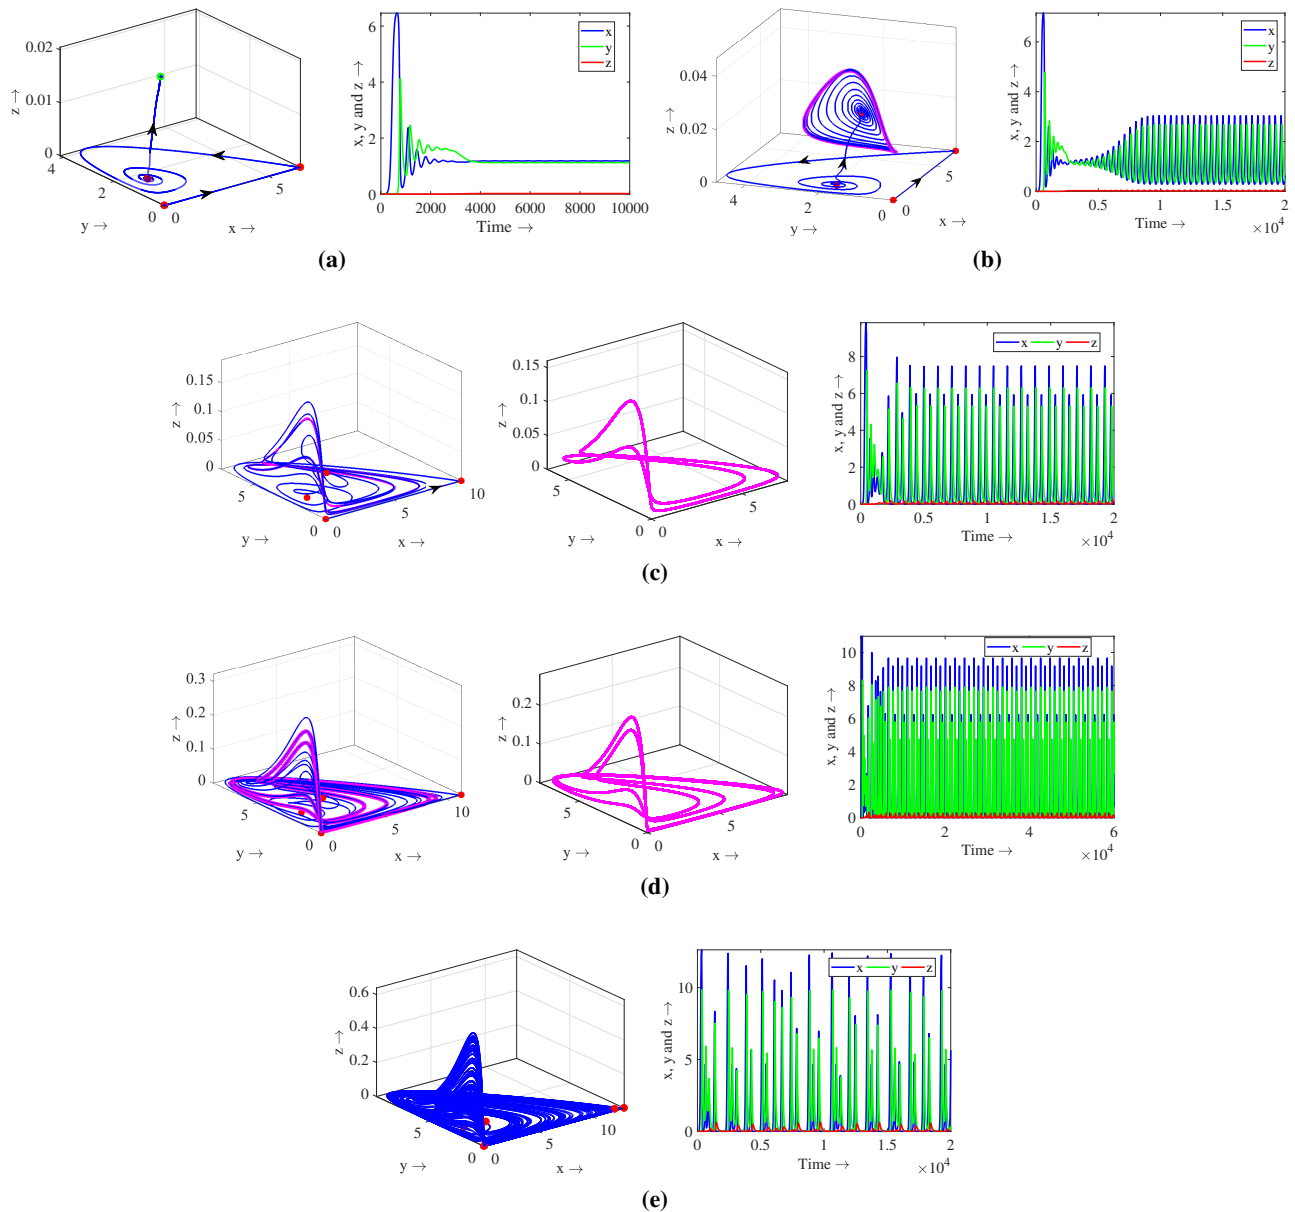 0.02
0.01
0
z →
4
2
0
y →
0
5
x →
6
4
2
0
x, y and z →
x
y
z
0 2000 4000 6000 8000 10000
Time →
(a)
0.04
0.02
0
z →
4
2
0
y →
0
5
x →
6
4
2
0
x, y and z →
x
y
z
0 0.5 1 1.5 2
Time →
×10⁴
(b)
0.15
0.1
0.05
0
z →
5
0
y →
0
5
10
x →
0.15
0.1
0.05
0
z →
5
0
y →
0
5
x →
8
6
4
2
0
x, y and z →
x y z
0 0.5 1 1.5 2
Time →
×10⁴
(c)
0.3
0.2
0.1
0
z →
5
0
y →
0
5
10
x →
0.2
0.1
0
z →
5
0
y →
0
5
x →
10
8
6
4
2
0
x, y and z →
x y z
0 2 4 6
Time →
×10⁴
(d)
0.6
0.4
0.2
0
z →
5
0
y →
0
5
10
x →
10
5
0
x, y and z →
x y z
0 0.5 1 1.5 2
Time →
×10⁴
(e)